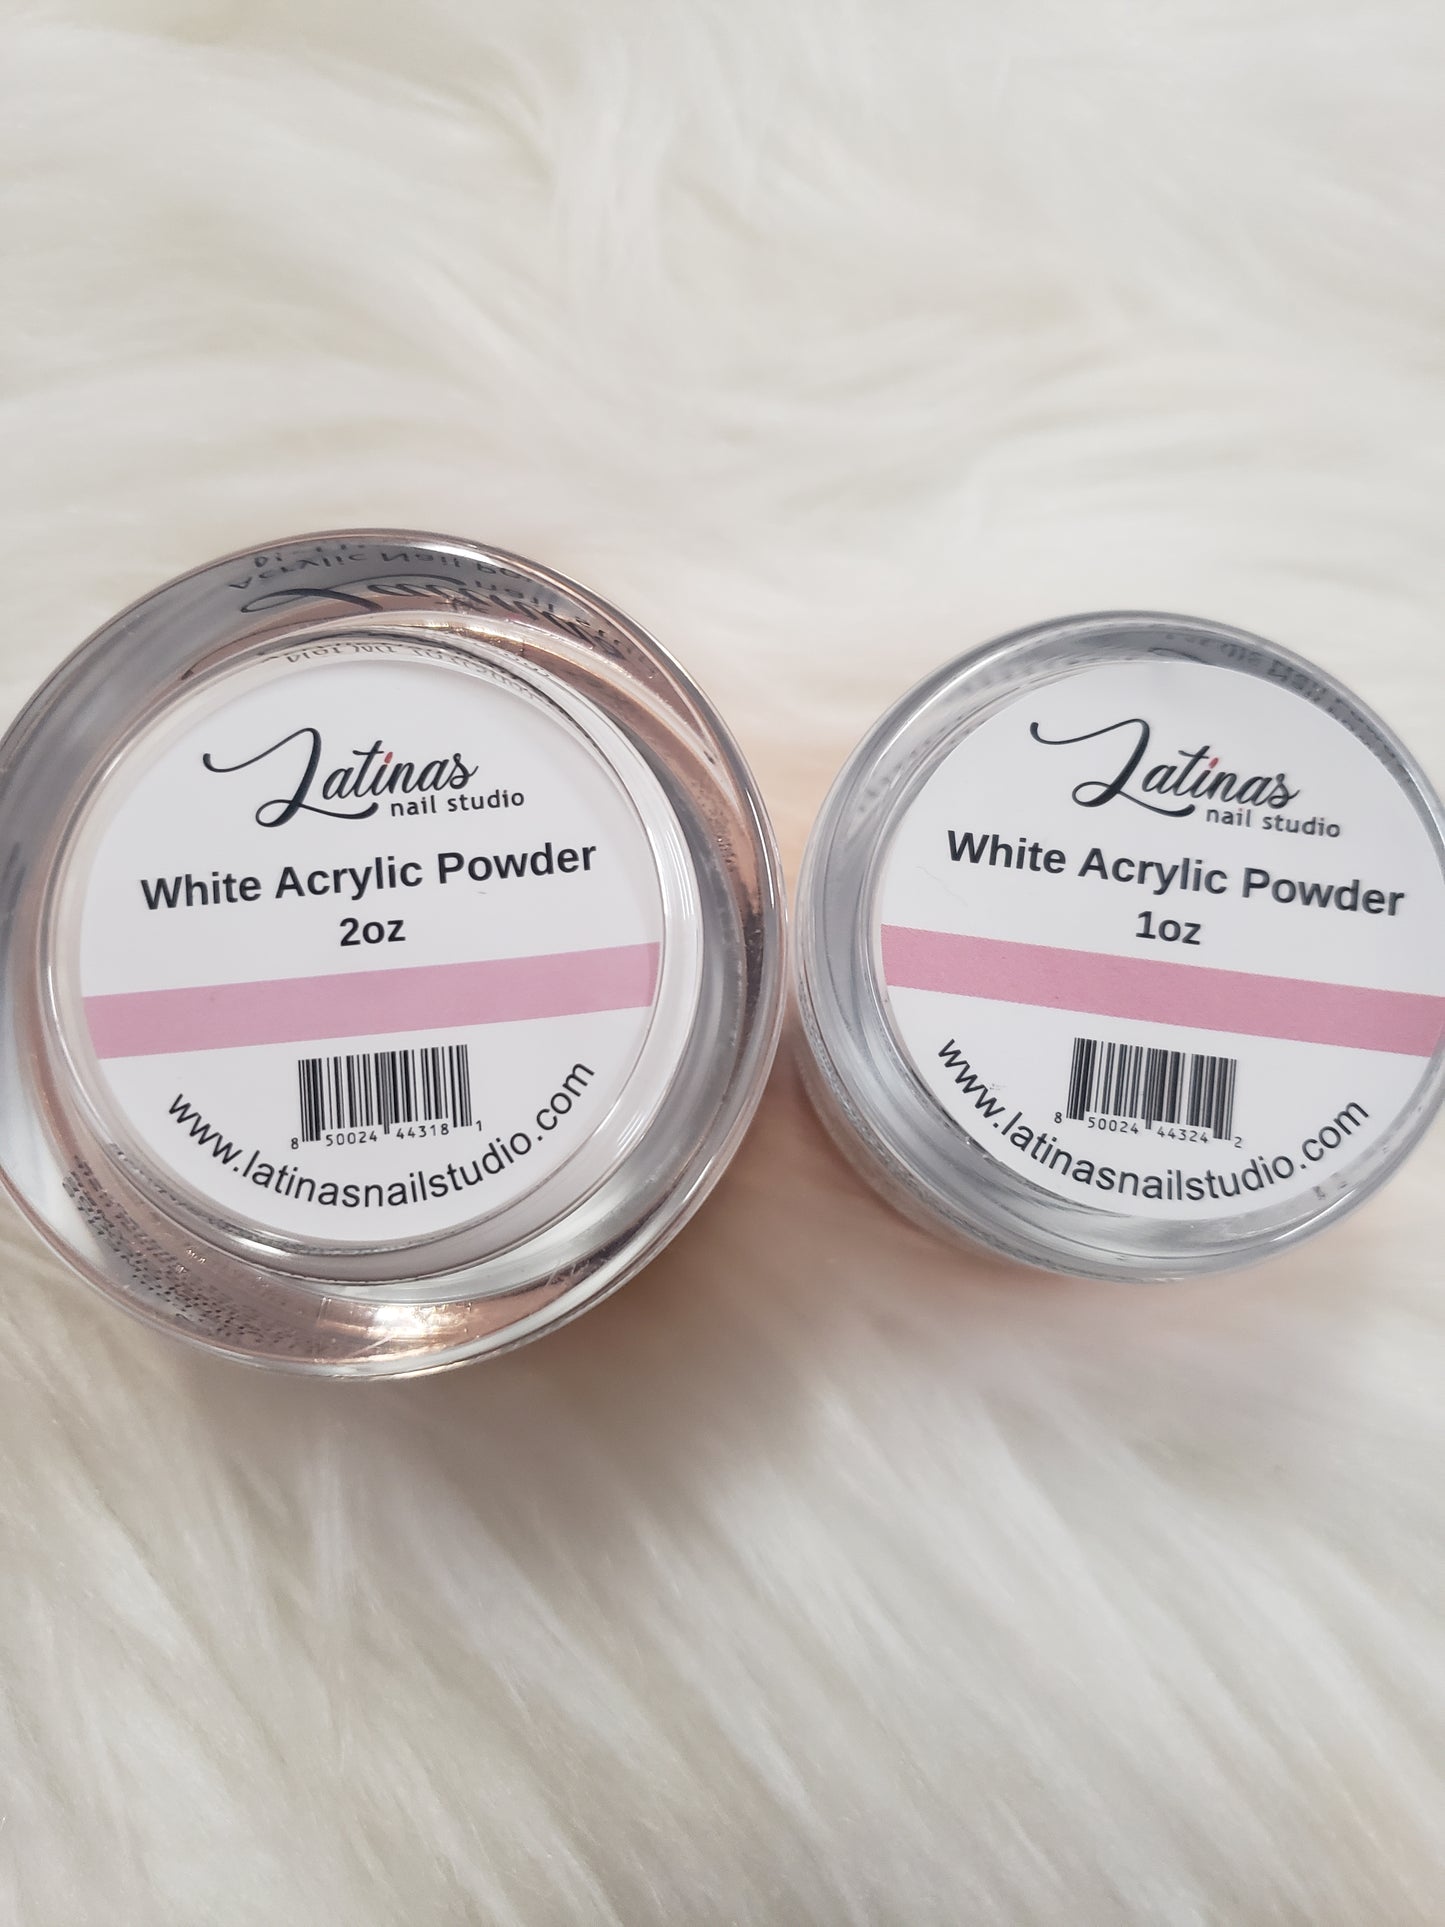 Latinas
nail studio
White Acrylic Powder
2oz
8 50024 44318 1
www.latinasnailstudio.com
Latinas
nail studio
White Acrylic Powder
1oz
8 50024 44324 2
www.latinasnailstudio.com